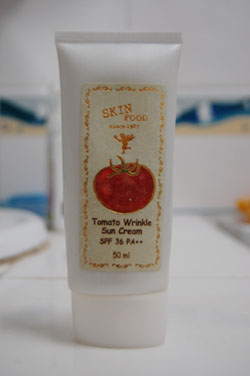 SKIN
FOOD
since 1957
Tomato Wrinkle
Sun Cream
SPF 36 PA++
50 ml